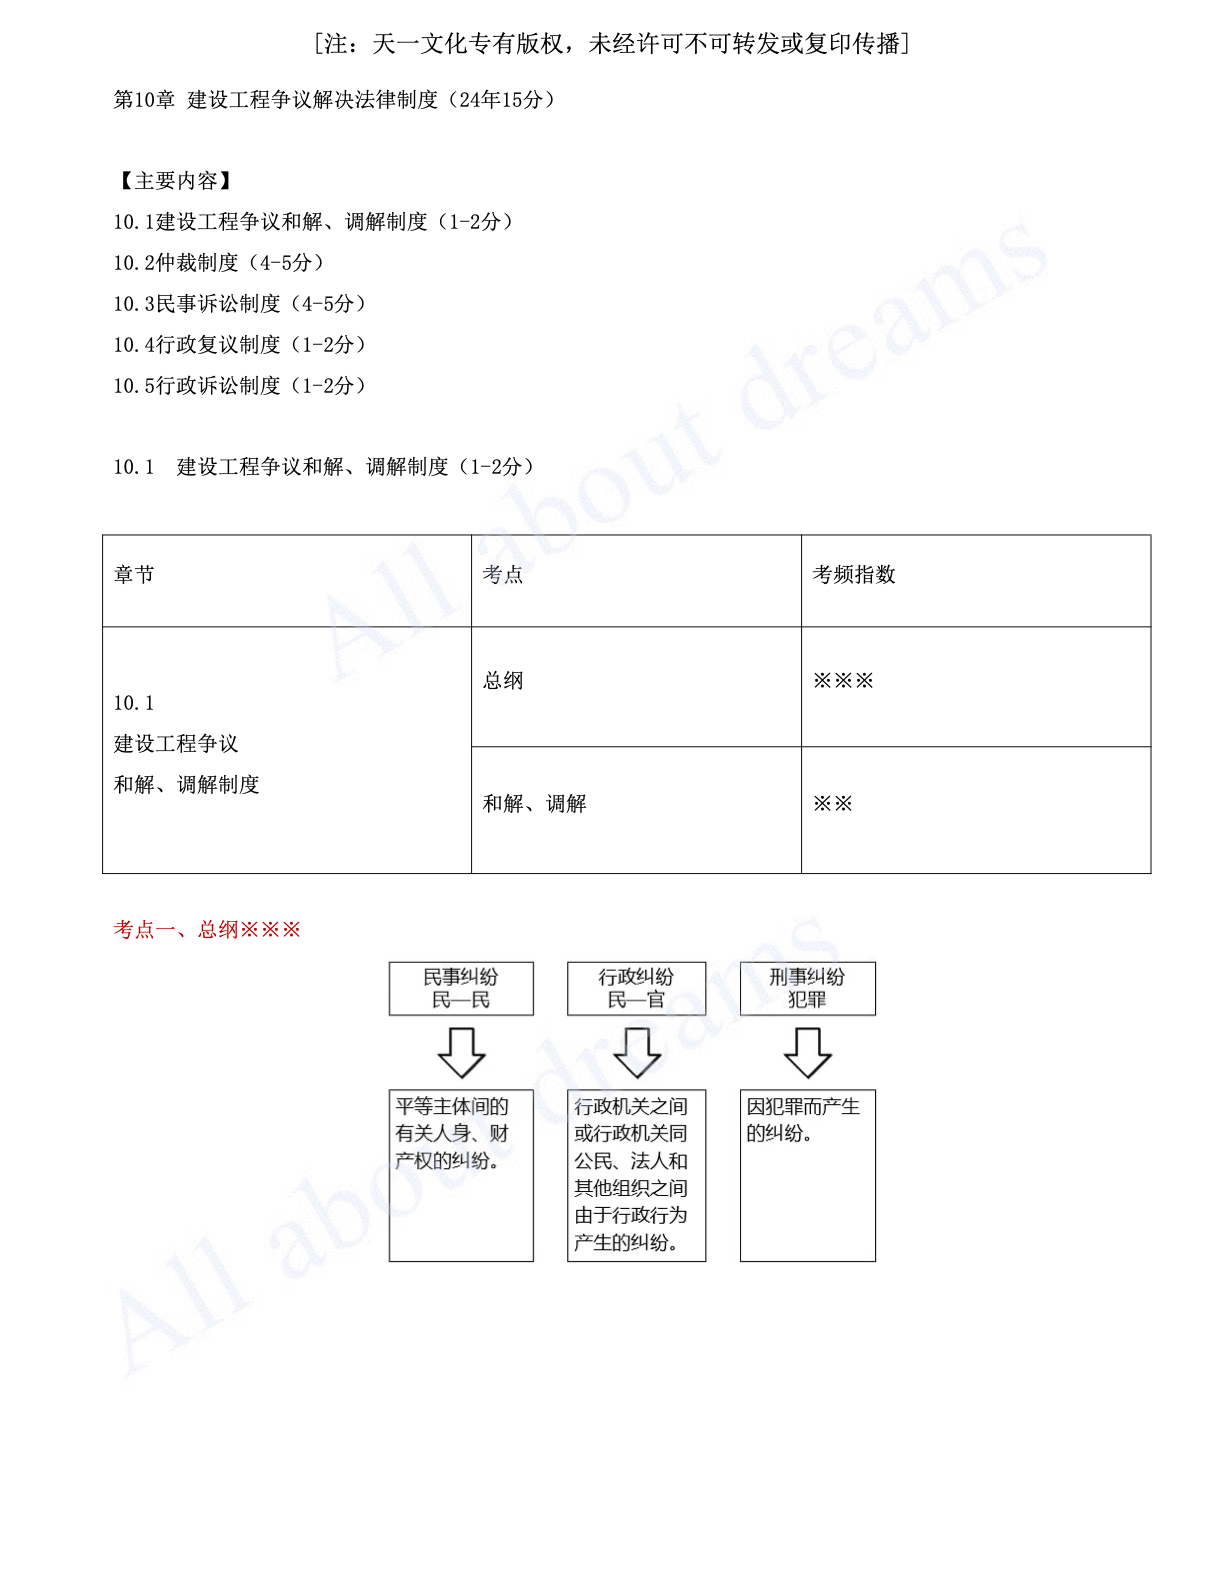 [注：天一文化专有版权，未经许可不可转发或复印传播]
第10章 建设工程争议解决法律制度（24年15分）
【主要内容】
10.1建设工程争议和解、调解制度（1-2分）
10.2仲裁制度（4-5分）
10.3民事诉讼制度（4-5分）
10.4行政复议制度（1-2分）
10.5行政诉讼制度（1-2分）
10.1 建设工程争议和解、调解制度（1-2分）
章节
考点
考频指数
10.1
建设工程争议
和解、调解制度
总纲
※※※
和解、调解
※※
考点一、总纲※※※
民事纠纷
民—民
行政纠纷
民—官
刑事纠纷
犯罪
平等主体间的
有关人身、财
产权的纠纷。
行政机关之间
或行政机关同
公民、法人和
其他组织之间
由于行政行为
产生的纠纷。
因犯罪而产生
的纠纷。
All about dreams
All about dreams